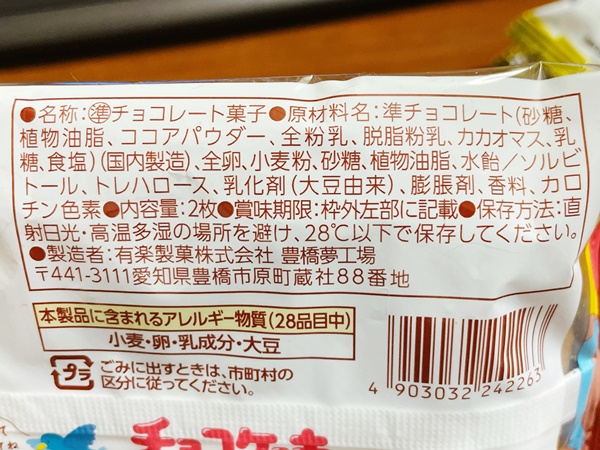 ●名称:㊜チョコレート菓子●原材料名:準チョコレート(砂糖、
植物油脂、ココアパウダー、全粉乳、脱脂粉乳、カカオマス、乳
糖、食塩)(国内製造)、全卵、小麦粉、砂糖、植物油脂、水飴／ソルビ
トール、トレハロース、乳化剤(大豆由来)、膨脹剤、香料、カロ
チン色素●内容量:2枚●賞味期限:枠外左部に記載●保存方法:直
射日光・高温多湿の場所を避け、28℃以下で保存してください。
●製造者:有楽製菓株式会社 豊橋夢工場
〒441-3111愛知県豊橋市原町蔵社88番地
本製品に含まれるアレルギー物質(28品目中)
小麦・卵・乳成分・大豆
プラ
ごみに出すときは、市町村の
区分に従ってください。
4 903032 242263
チョコケーキ